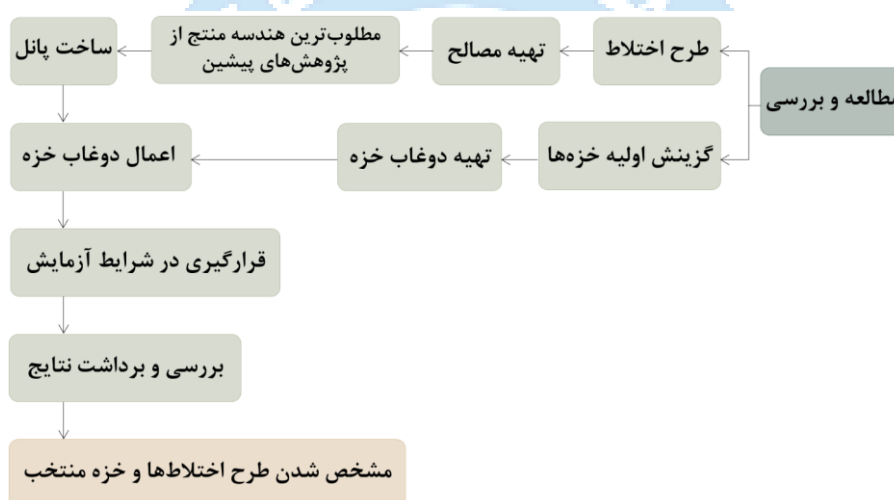 مطالعه و بررسی
طرح اختلاط
تهیه مصالح
مطلوب‌ترین هندسه منتج از
پژوهش‌های پیشین
ساخت پانل
گزینش اولیه خزه‌ها
تهیه دوغاب خزه
اعمال دوغاب خزه
قرارگیری در شرایط آزمایش
بررسی و برداشت نتایج
مشخص شدن طرح اختلاط‌ها و خزه منتخب